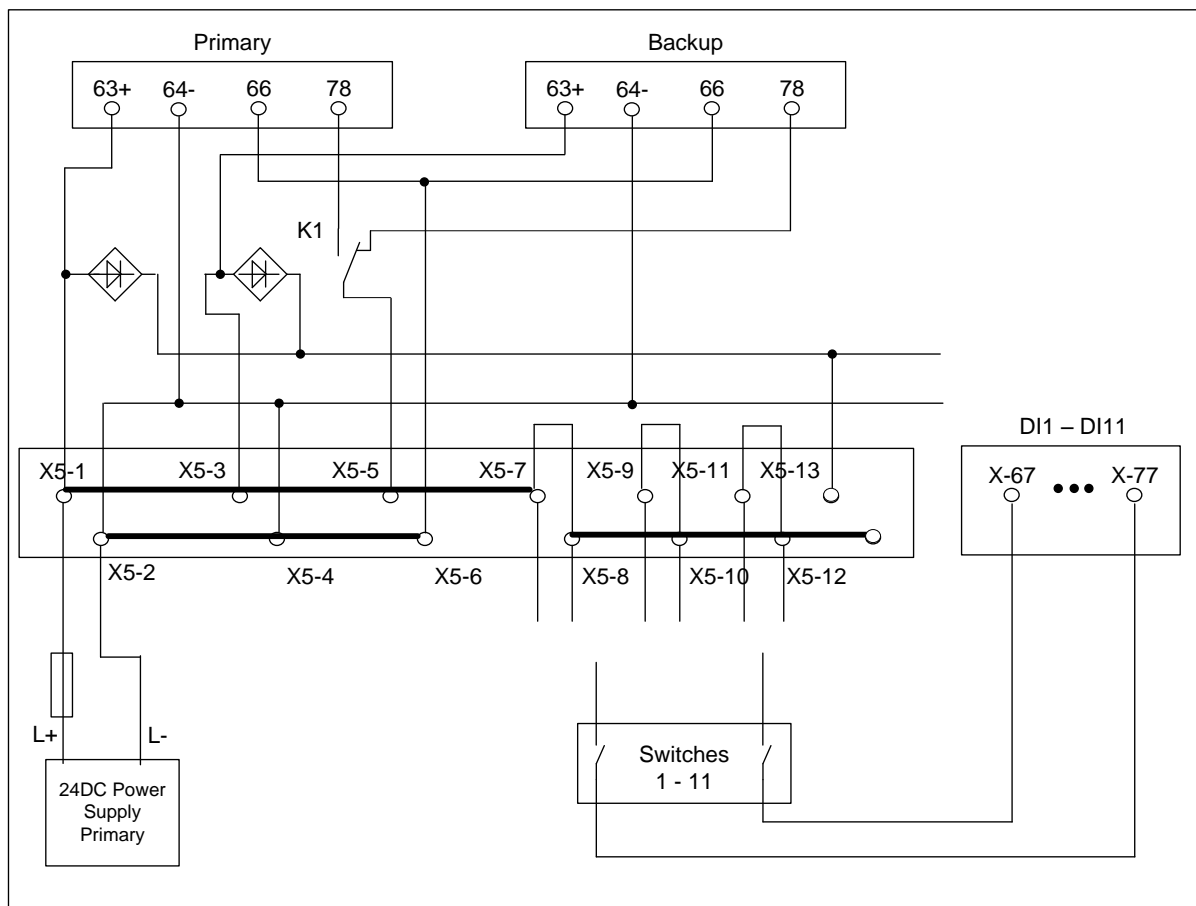 Primary
Backup
63+ 64- 66 78
63+ 64- 66 78
K1
DI1 – DI11
X5-1 X5-3 X5-5 X5-7 X5-9 X5-11 X5-13
X-67 ••• X-77
X5-2 X5-4 X5-6 X5-8 X5-10 X5-12
L+ L-
Switches
1 - 11
24DC Power
Supply
Primary